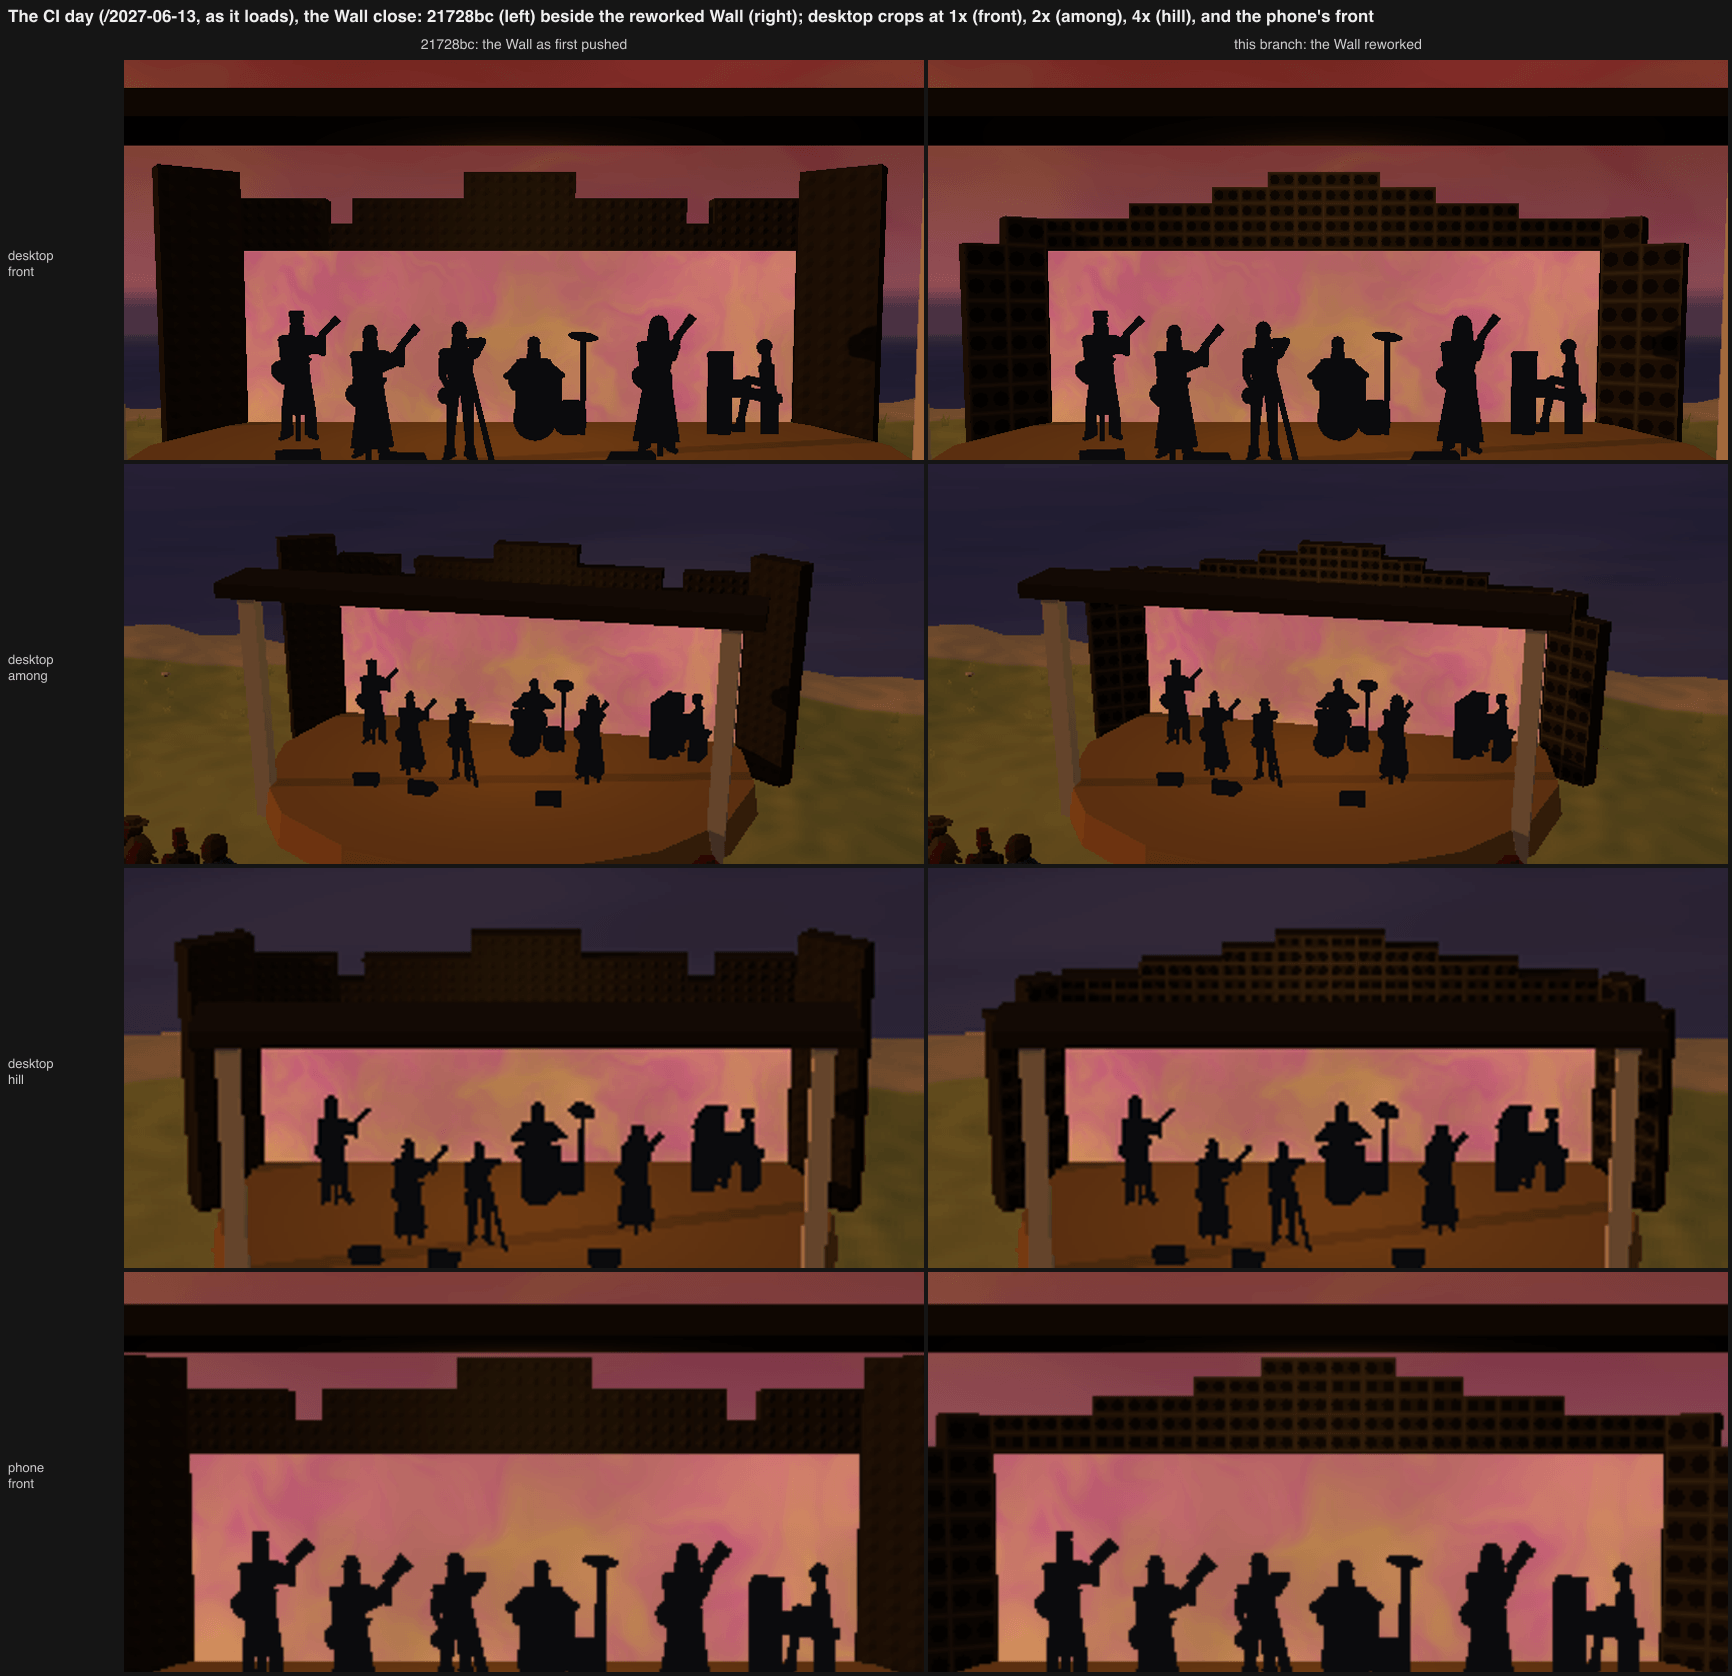 The CI day (/2027-06-13, as it loads), the Wall close: 21728bc (left) beside the reworked Wall (right); desktop crops at 1x (front), 2x (among), 4x (hill), and the phone's front
21728bc: the Wall as first pushed
this branch: the Wall reworked
desktop
front
desktop
among
desktop
hill
phone
front